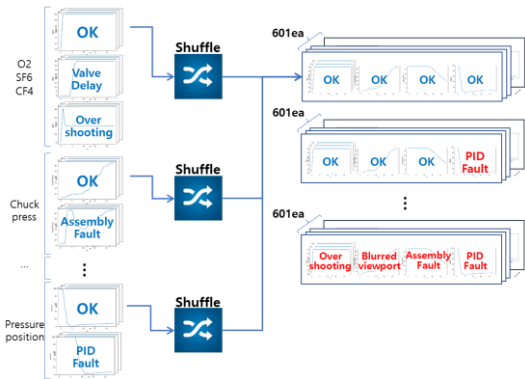 O2
SF6
CF4
OK
Valve
Delay
Over
shooting
Shuffle
Chuck
press
OK
Assembly
Fault
Shuffle
...
Pressure
position
OK
PID
Fault
Shuffle
601ea
OK
OK
OK
OK
601ea
OK
OK
OK
PID
Fault
601ea
Over
shooting
Blurred
viewport
Assembly
Fault
PID
Fault